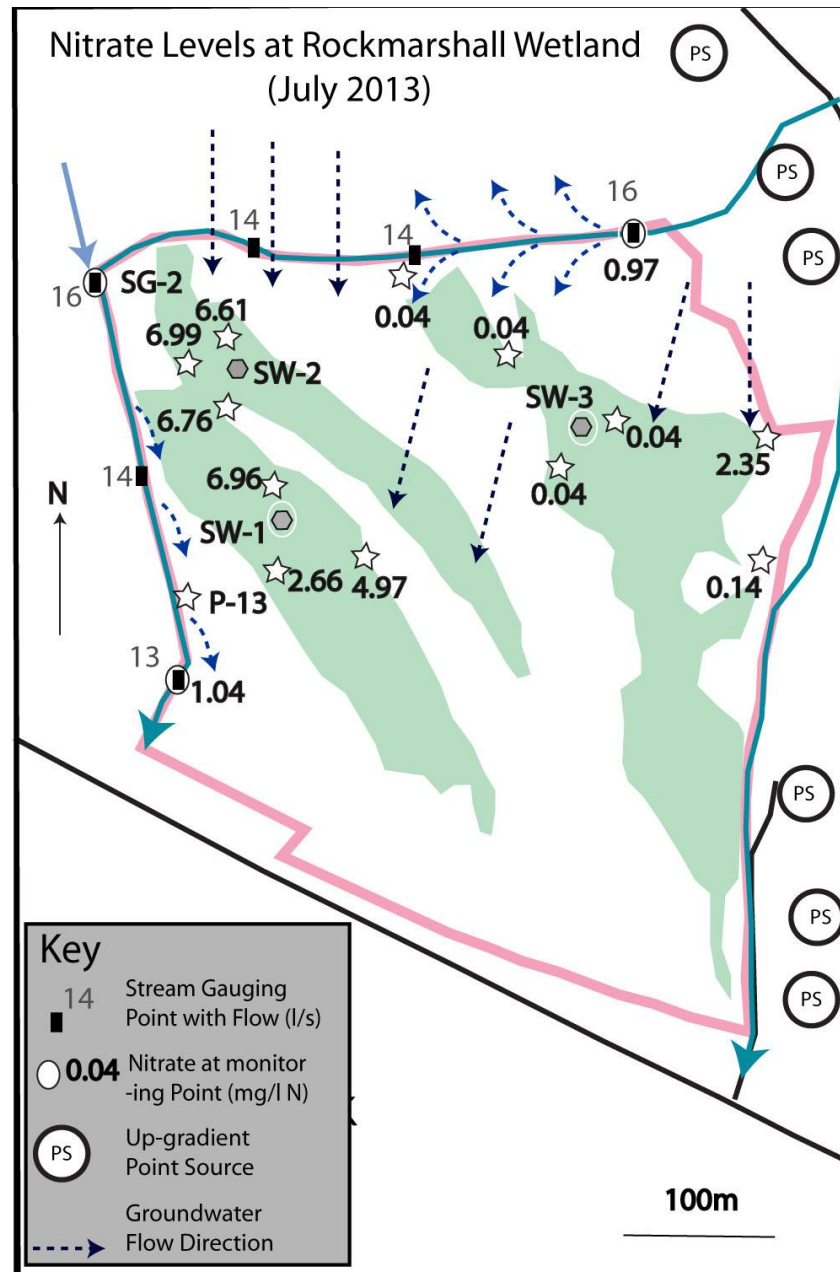 Nitrate Levels at Rockmarshall Wetland
(July 2013)
PS
PS
PS
16
14
14
0.97
16
SG-2
0.04
6.61
6.99
0.04
SW-2
SW-3
6.76
0.04
2.35
14
6.96
0.04
N
SW-1
2.66
4.97
0.14
P-13
13
1.04
PS
PS
PS
Key
14
Stream Gauging
Point with Flow (l/s)
0.04
Nitrate at monitor
-ing Point (mg/l N)
PS
Up-gradient
Point Source
Groundwater
Flow Direction
100m